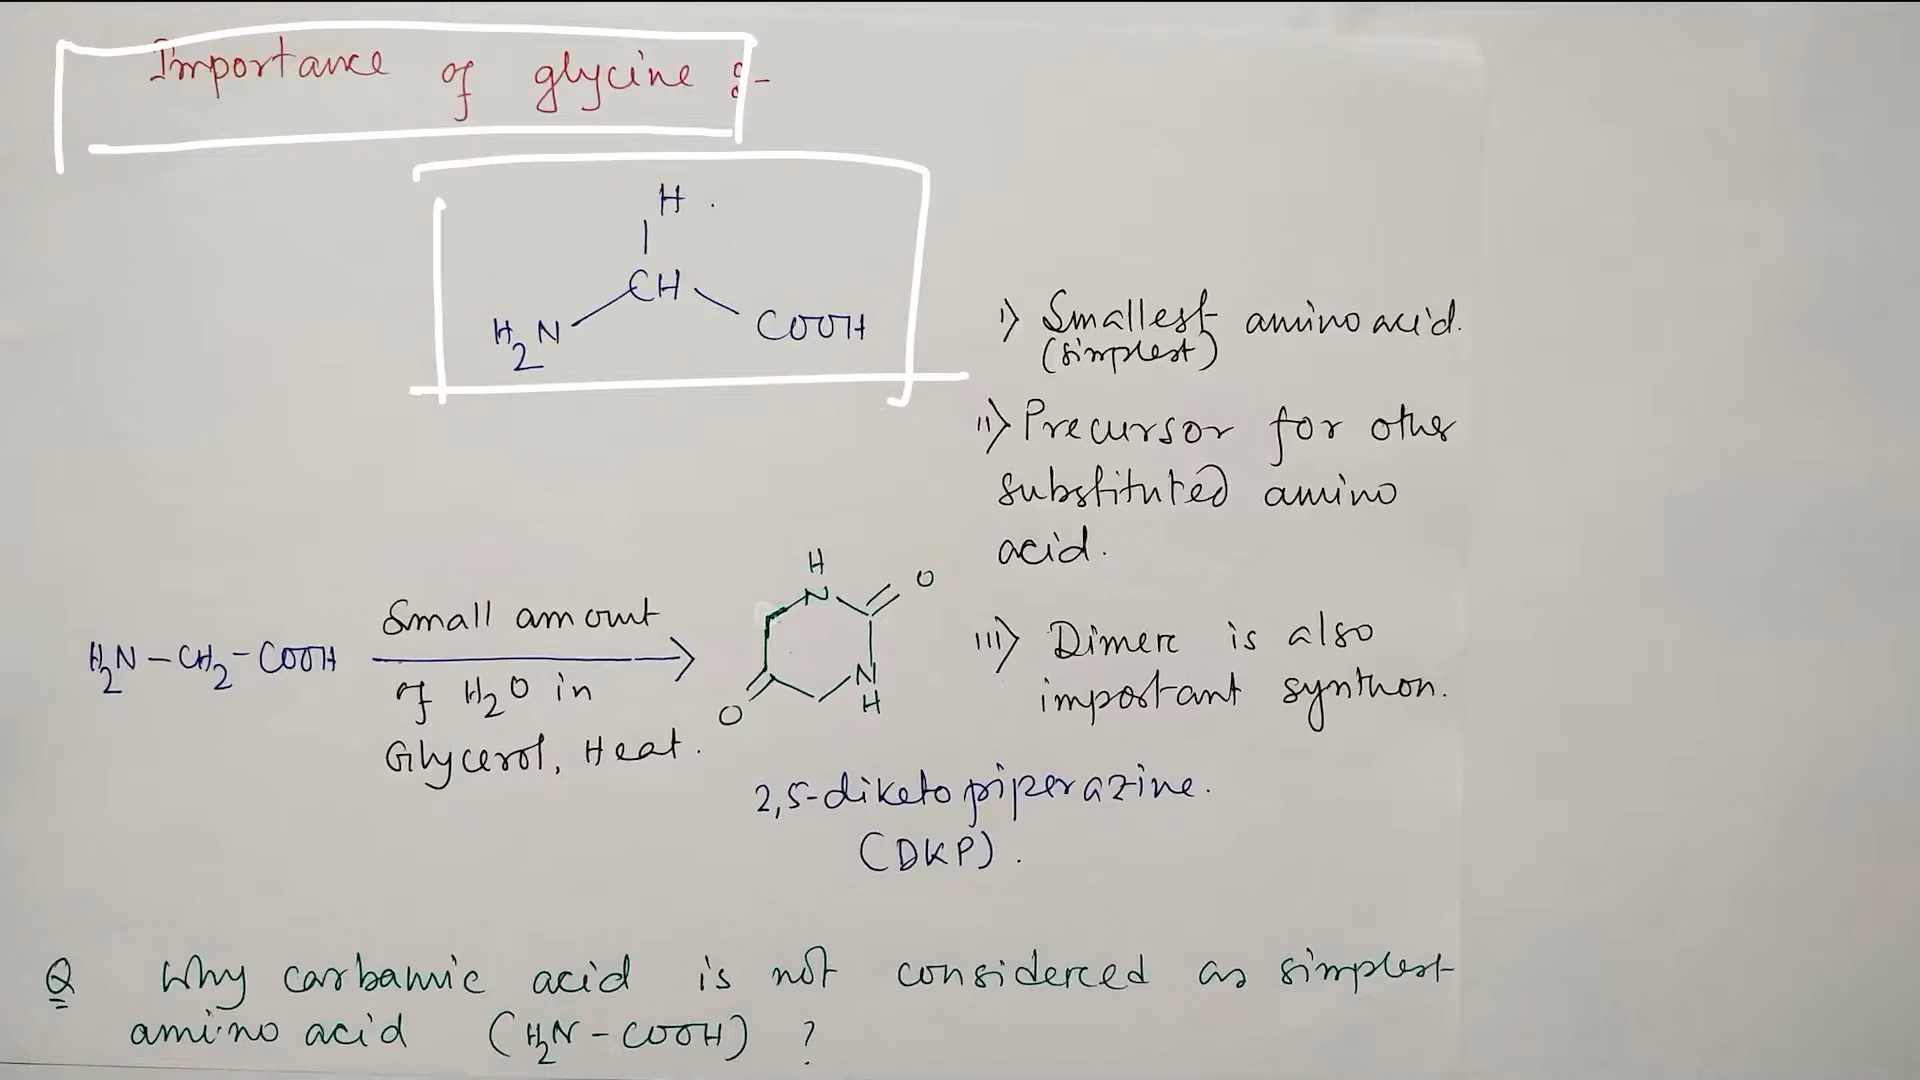 Importance of glycine :-
H
CH
H2N COOH
i) Smallest amino acid.
(simplest)
ii) Precursor for other
substituted amino
acid.
H2N-CH2-COOH
Small amount
of H2O in
Glycerol, Heat.
H
N O
N
H
O
iii) Dimer is also
important synthon.
2,5-diketopiperazine.
(DKP).
Q Why carbamic acid is not considered as simplest
amino acid (H2N-COOH) ?